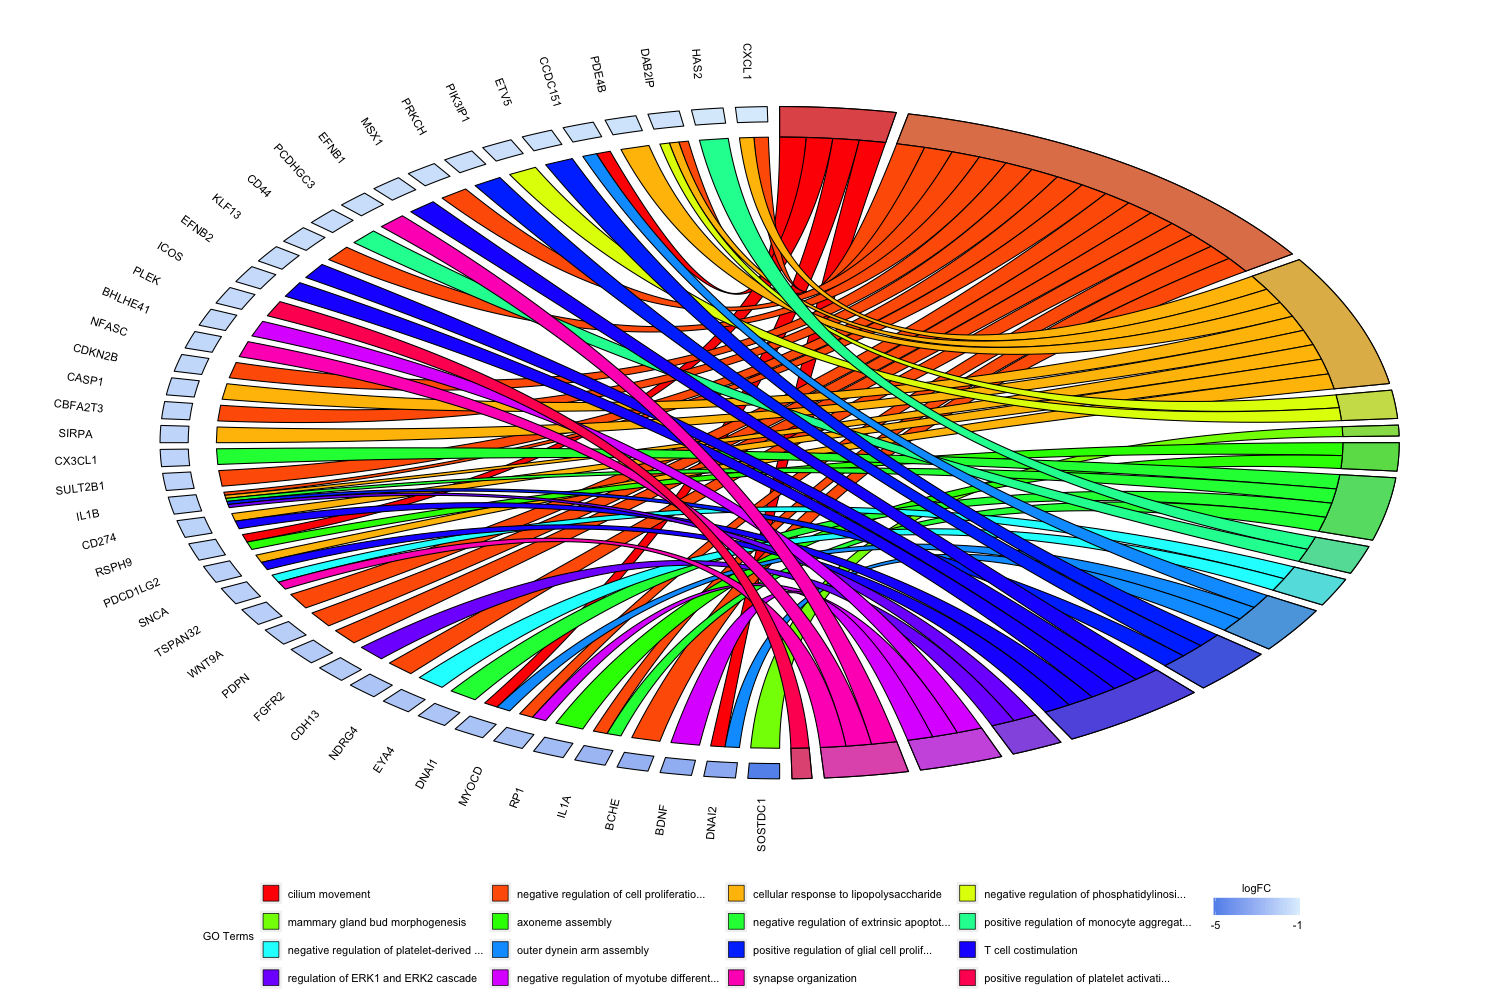 CXCL1
HAS2
DAB2IP
PDE4B
CCDC151
ETV5
PIK3IP1
PRKCH
MSX1
EFNB1
PCDHGC3
CD44
KLF13
EFNB2
ICOS
PLEK
BHLHE41
NFASC
CDKN2B
CASP1
CBFA2T3
SIRPA
CX3CL1
SULT2B1
IL1B
CD274
RSPH9
PDCD1LG2
SNCA
TSPAN32
WNT9A
PDPN
FGFR2
CDH13
NDRG4
EYA4
DNAI1
MYOCD
RP1
IL1A
BCHE
BDNF
DNAI2
SOSTDC1
GO Terms
cilium movement
negative regulation of cell proliferatio...
cellular response to lipopolysaccharide
negative regulation of phosphatidylinosi...
mammary gland bud morphogenesis
axoneme assembly
negative regulation of extrinsic apoptot...
positive regulation of monocyte aggregat...
negative regulation of platelet-derived ...
outer dynein arm assembly
positive regulation of glial cell prolif...
T cell costimulation
regulation of ERK1 and ERK2 cascade
negative regulation of myotube different...
synapse organization
positive regulation of platelet activati...
logFC
-5 -1